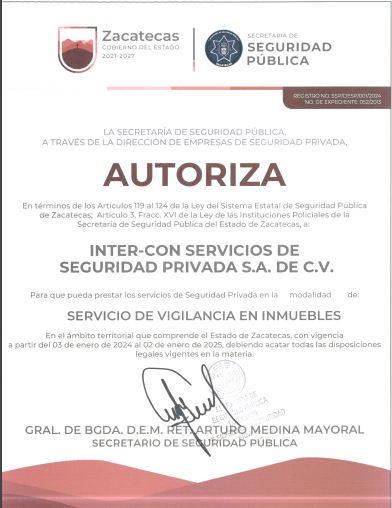 Zacatecas
GOBIERNO DEL ESTADO
2021-2027
SECRETARÍA DE
SEGURIDAD
PÚBLICA
REGISTRO NO. SSP/DESP/001/2024
NO. DE EXPEDIENTE 052/2013
LA SECRETARÍA DE SEGURIDAD PÚBLICA,
A TRAVÉS DE LA DIRECCIÓN DE EMPRESAS DE SEGURIDAD PRIVADA,
AUTORIZA
En términos de los Artículos 119 al 124 de la Ley del Sistema Estatal de Seguridad Pública
de Zacatecas; Artículo 3, Fracc. XVI de la Ley de las Instituciones Policiales de la
Secretaría de Seguridad Pública del Estado de Zacatecas, a:
INTER-CON SERVICIOS DE
SEGURIDAD PRIVADA S.A. DE C.V.
Para que pueda prestar los servicios de Seguridad Privada en la modalidad de:
SERVICIO DE VIGILANCIA EN INMUEBLES
En el ámbito territorial que comprende el Estado de Zacatecas, con vigencia
a partir del 03 de enero de 2024 al 02 de enero de 2025, debiendo acatar todas las disposiciones
legales vigentes en la materia.
GRAL. DE BGDA. D.E.M. RET. ARTURO MEDINA MAYORAL
SECRETARIO DE SEGURIDAD PÚBLICA